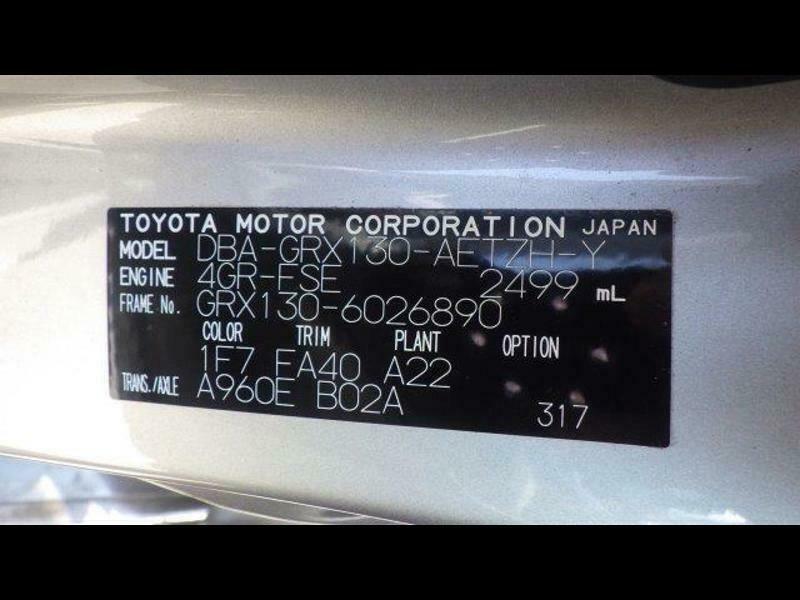 TOYOTA MOTOR CORPORATION JAPAN
MODEL DBA-GRX130-AETZH-Y
ENGINE 4GR-FSE 2499 mL
FRAME No. GRX130-6026890
COLOR TRIM PLANT OPTION
1F7 FA40 A22
TRANS./AXLE A960E B02A
317